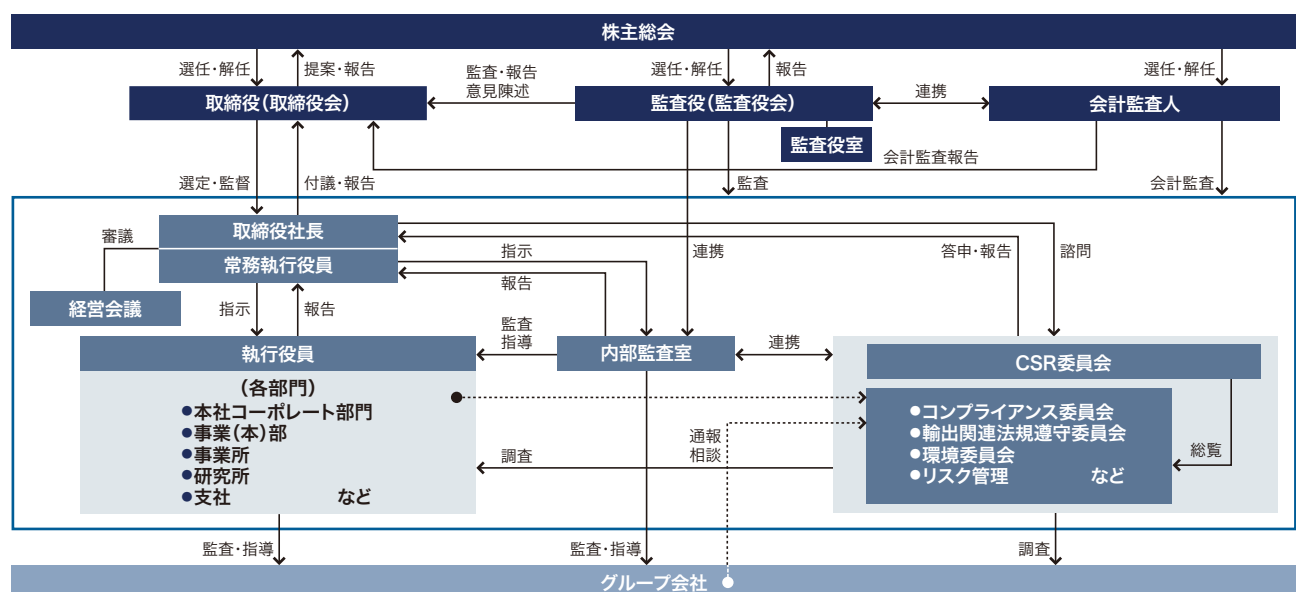 株主総会
選任・解任
提案・報告
監査・報告
意見陳述
選任・解任
報告
選任・解任
取締役(取締役会)
監査役(監査役会)
連携
会計監査人
監査役室
会計監査報告
選定・監督
付議・報告
監査
会計監査
取締役社長
審議
常務執行役員
指示
報告
連携
答申・報告
諮問
経営会議
指示
報告
監査
指導
執行役員
内部監査室
連携
CSR委員会
(各部門)
●本社コーポレート部門
●事業(本)部
●事業所
●研究所
●支社 など
通報
相談
調査
●コンプライアンス委員会
●輸出関連法規遵守委員会
●環境委員会
●リスク管理 など
総覧
監査・指導
監査・指導
調査
グループ会社